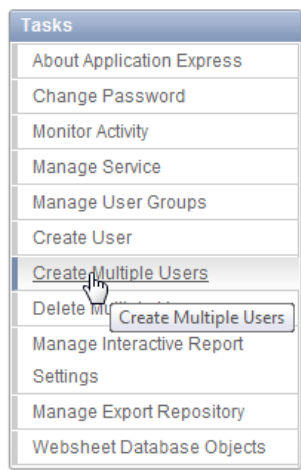 Tasks
About Application Express
Change Password
Monitor Activity
Manage Service
Manage User Groups
Create User
Create Multiple Users
Delete
Create Multiple Users
Manage Interactive Report
Settings
Manage Export Repository
Websheet Database Objects